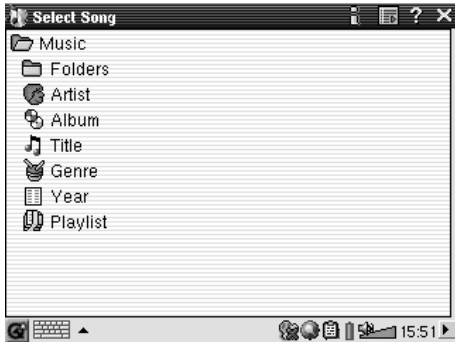 Select Song
?
Music
Folders
Artist
Album
Title
Genre
Year
Playlist
15:51